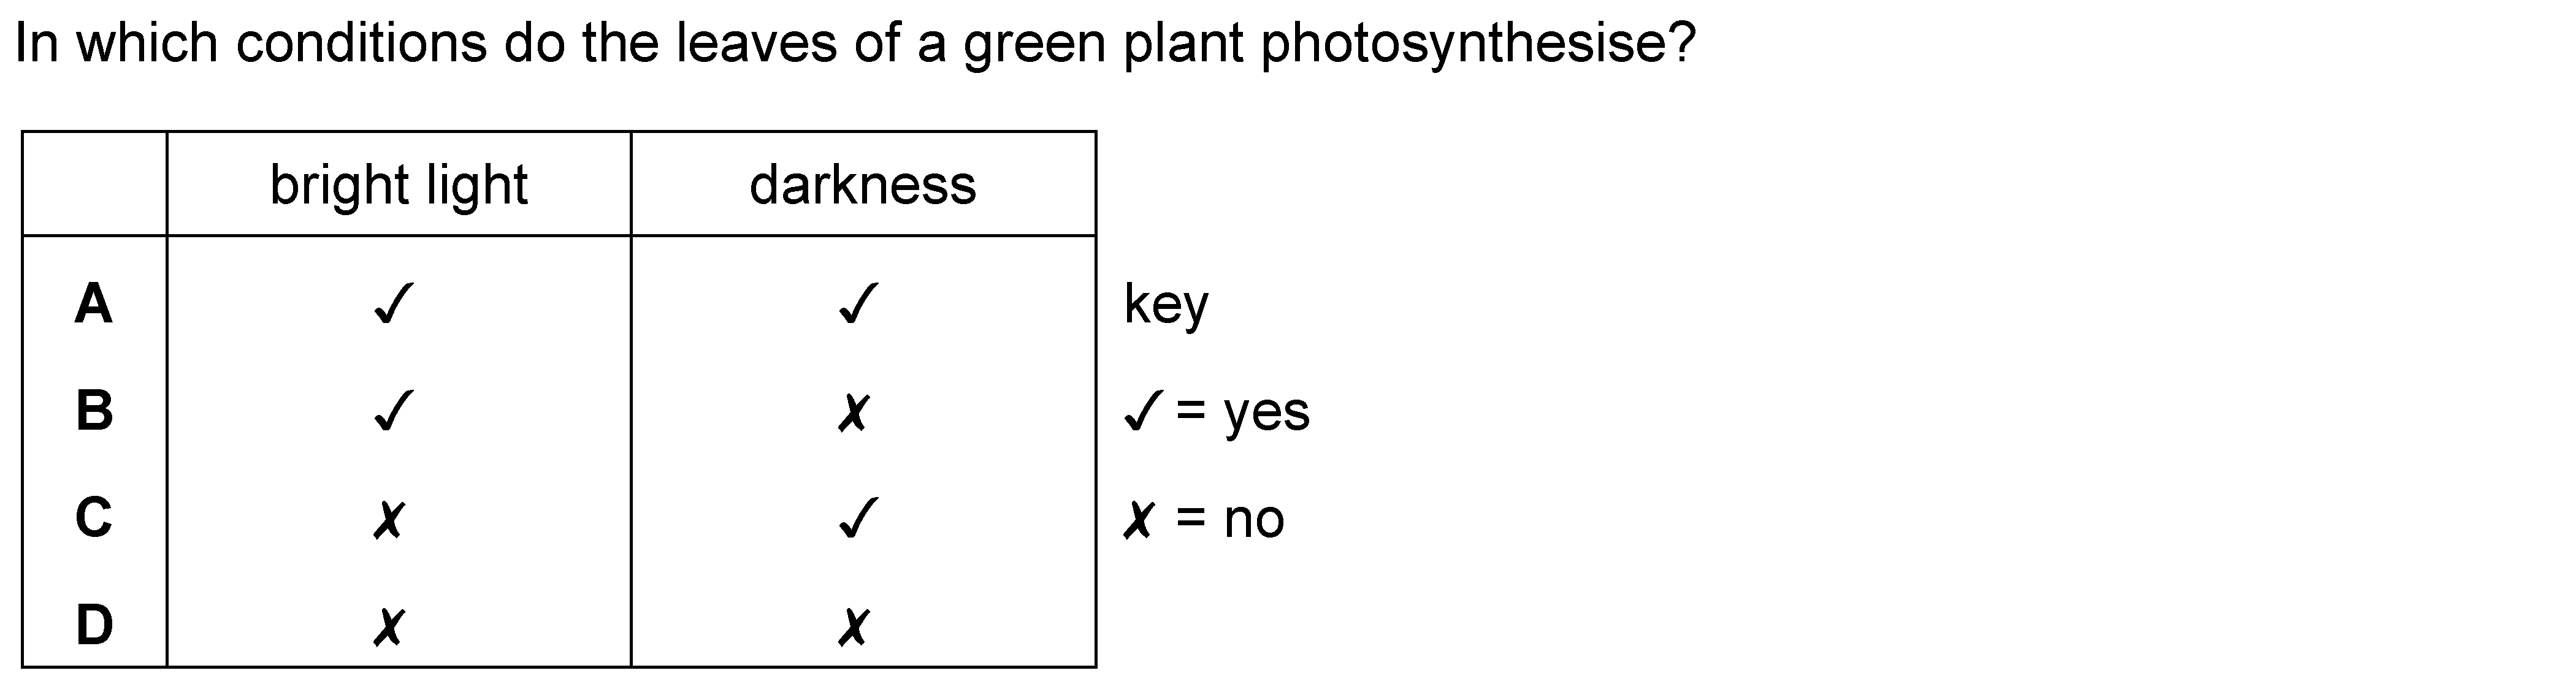 In which conditions do the leaves of a green plant photosynthesise?
bright light darkness
A ✓ ✓ key
B ✓ ✗ ✓ = yes
C ✗ ✓ ✗ = no
D ✗ ✗